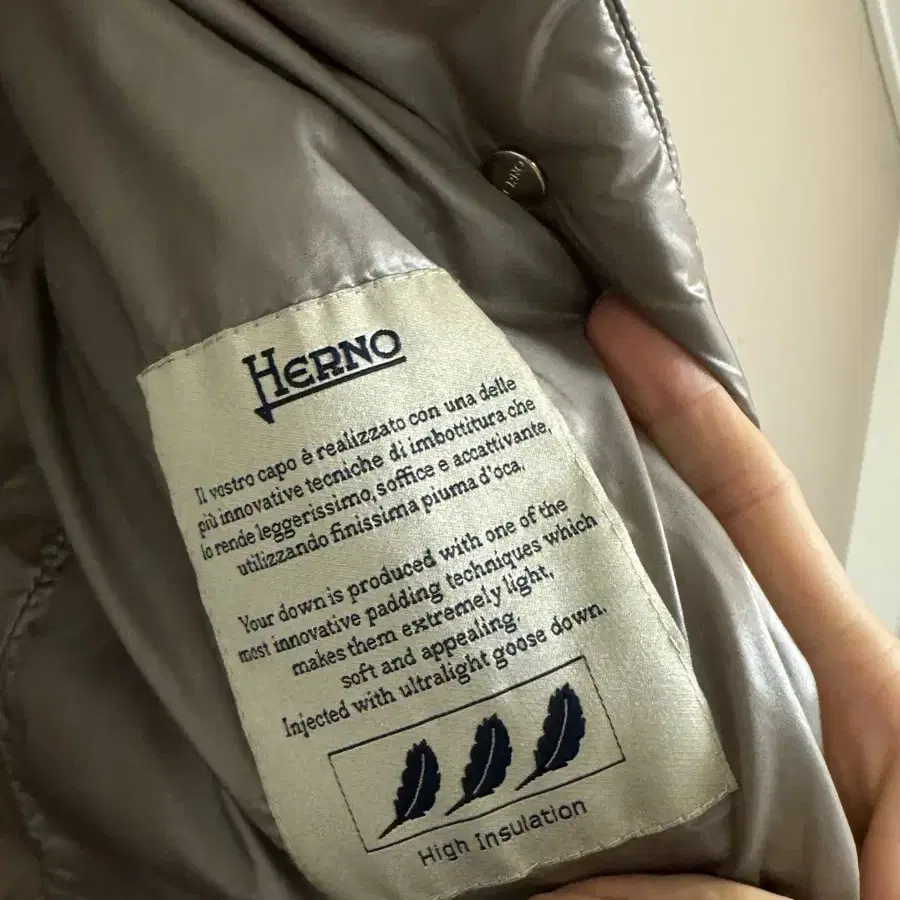 HERNO
HERNO
Il vostro capo è realizzato con una delle
più innovative tecniche di imbottitura che
lo rende leggerissimo, soffice e accattivante,
utilizzando finissima piuma d'oca.
Your down is produced with one of the
most innovative padding techniques which
makes them extremely light,
soft and appealing.
Injected with ultralight goose down.
High Insulation